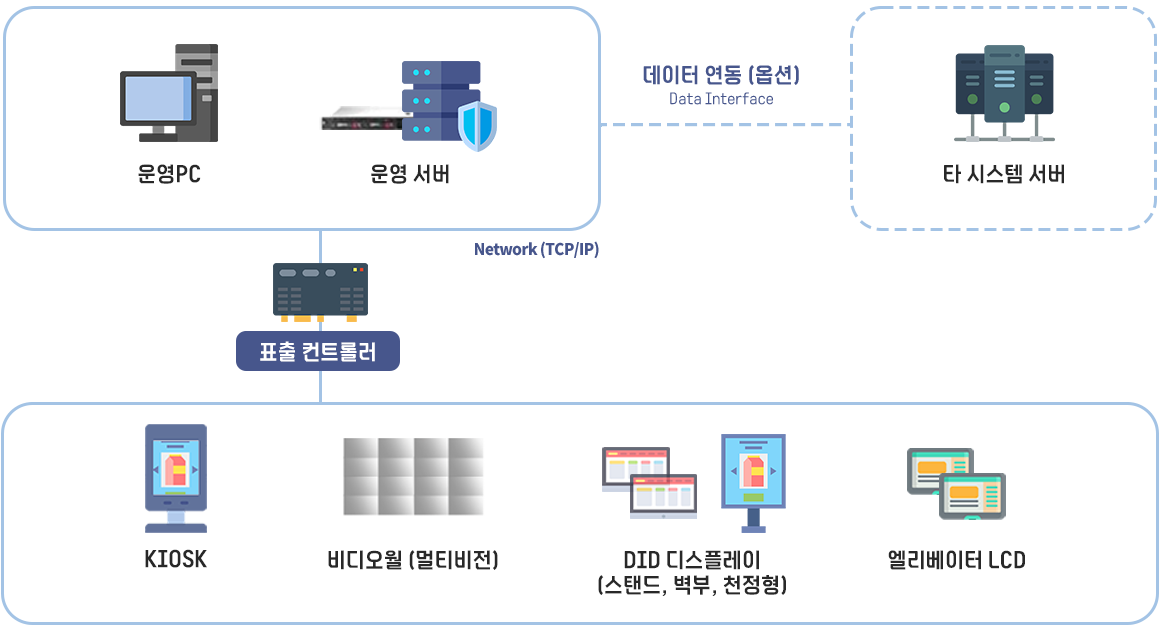 데이터 연동 (옵션)
Data Interface
운영PC
운영 서버
타 시스템 서버
Network (TCP/IP)
표출 컨트롤러
KIOSK
비디오월 (멀티비전)
DID 디스플레이
(스탠드, 벽부, 천정형)
엘리베이터 LCD